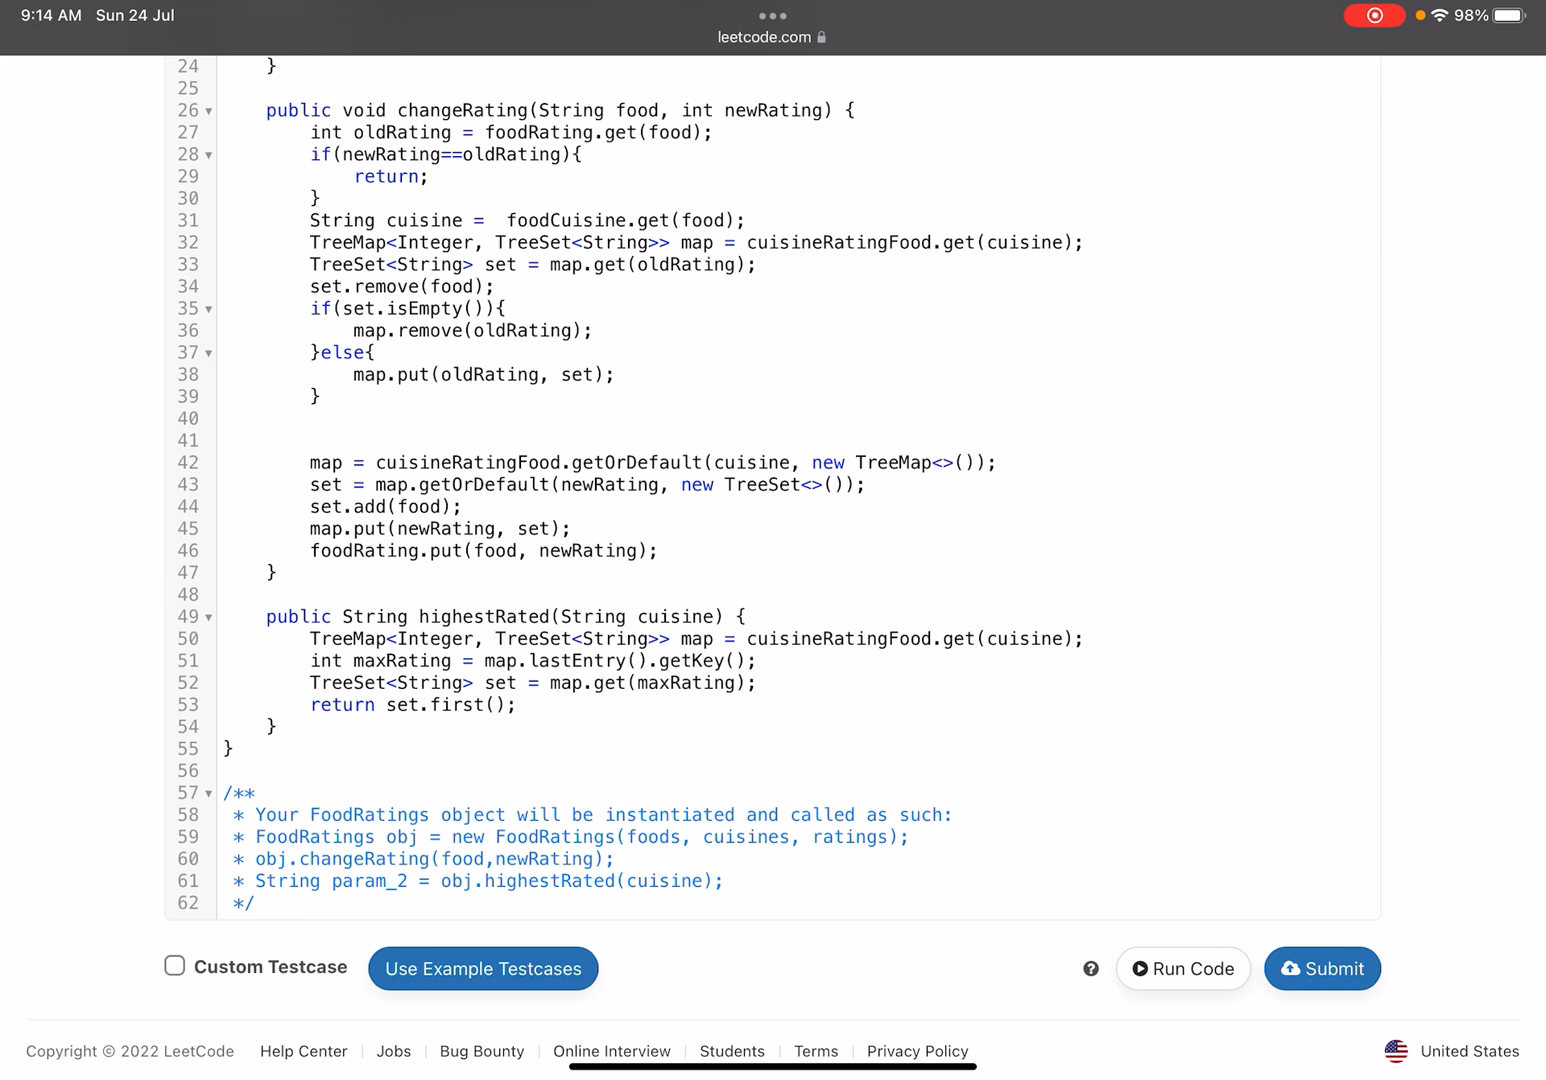 9:14 AM Sun 24 Jul
98%
leetcode.com
24 }
25
26 public void changeRating(String food, int newRating) {
27 int oldRating = foodRating.get(food);
28 if(newRating==oldRating){
29 return;
30 }
31 String cuisine =  foodCuisine.get(food);
32 TreeMap<Integer, TreeSet<String>> map = cuisineRatingFood.get(cuisine);
33 TreeSet<String> set = map.get(oldRating);
34 set.remove(food);
35 if(set.isEmpty()){
36 map.remove(oldRating);
37 }else{
38 map.put(oldRating, set);
39 }
40
41
42 map = cuisineRatingFood.getOrDefault(cuisine, new TreeMap<>());
43 set = map.getOrDefault(newRating, new TreeSet<>());
44 set.add(food);
45 map.put(newRating, set);
46 foodRating.put(food, newRating);
47 }
48
49 public String highestRated(String cuisine) {
50 TreeMap<Integer, TreeSet<String>> map = cuisineRatingFood.get(cuisine);
51 int maxRating = map.lastEntry().getKey();
52 TreeSet<String> set = map.get(maxRating);
53 return set.first();
54 }
55 }
56
57 /**
58 * Your FoodRatings object will be instantiated and called as such:
59 * FoodRatings obj = new FoodRatings(foods, cuisines, ratings);
60 * obj.changeRating(food,newRating);
61 * String param_2 = obj.highestRated(cuisine);
62 */
Custom Testcase Use Example Testcases ? Run Code Submit
Copyright © 2022 LeetCode Help Center | Jobs | Bug Bounty | Online Interview | Students | Terms | Privacy Policy United States